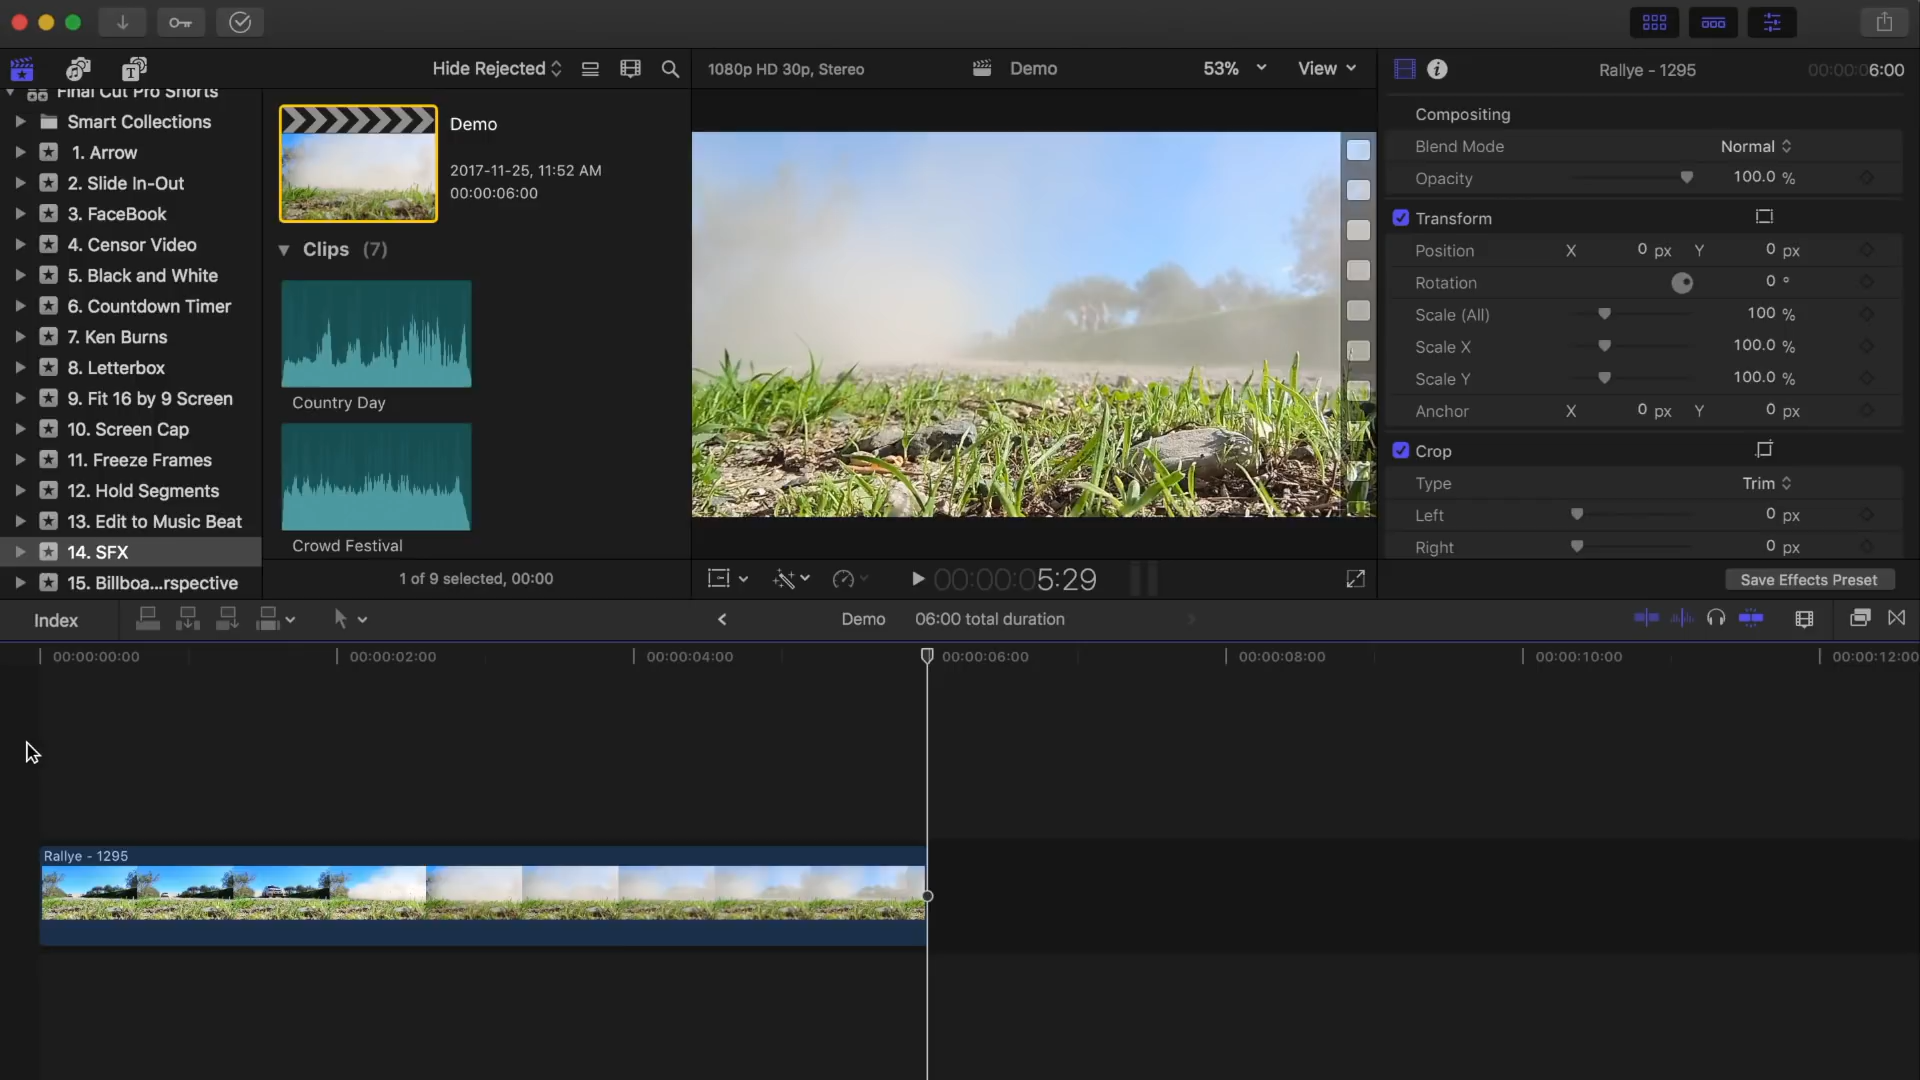 Hide Rejected
1080p HD 30p, Stereo
Demo
53%
View
Rallye - 1295
00:00:06:00
Final Cut Pro Shorts
Smart Collections
1. Arrow
2. Slide In-Out
3. FaceBook
4. Censor Video
5. Black and White
6. Countdown Timer
7. Ken Burns
8. Letterbox
9. Fit 16 by 9 Screen
10. Screen Cap
11. Freeze Frames
12. Hold Segments
13. Edit to Music Beat
14. SFX
15. Billboa...rspective
Demo
2017-11-25, 11:52 AM
00:00:06:00
Clips (7)
Country Day
Crowd Festival
1 of 9 selected, 00:00
00:00:05:29
Compositing
Blend Mode Normal
Opacity 100.0 %
Transform
Position X 0 px Y 0 px
Rotation 0 °
Scale (All) 100 %
Scale X 100.0 %
Scale Y 100.0 %
Anchor X 0 px Y 0 px
Crop
Type Trim
Left 0 px
Right 0 px
Save Effects Preset
Index
Demo
06:00 total duration
00:00:00:00
00:00:02:00
00:00:04:00
00:00:06:00
00:00:08:00
00:00:10:00
00:00:12:00
Rallye - 1295